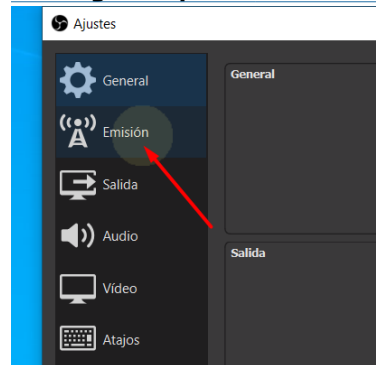 Ajustes
General
General
Emisión
Salida
Audio
Salida
Vídeo
Atajos